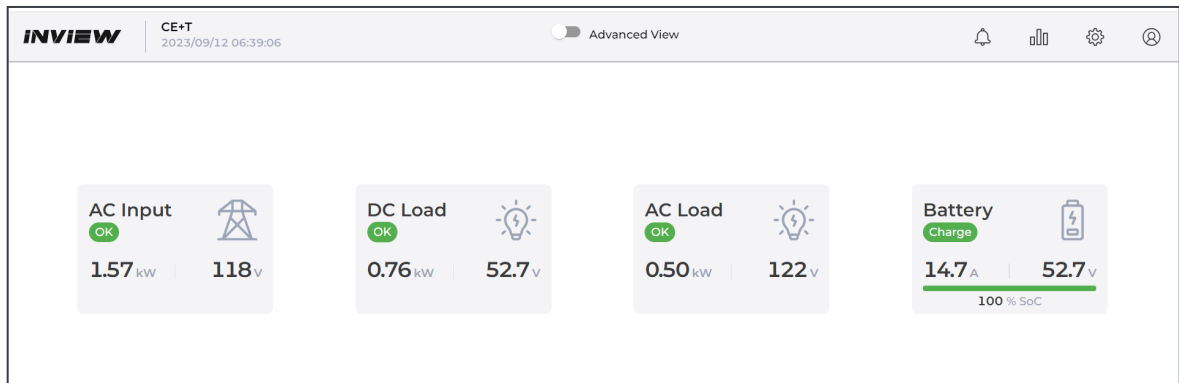 INVIEW
CE+T
2023/09/12 06:39:06
Advanced View
AC Input
OK
1.57 kW 118 V
DC Load
OK
0.76 kW 52.7 V
AC Load
OK
0.50 kW 122 V
Battery
Charge
14.7 A 52.7 V
100 % SoC